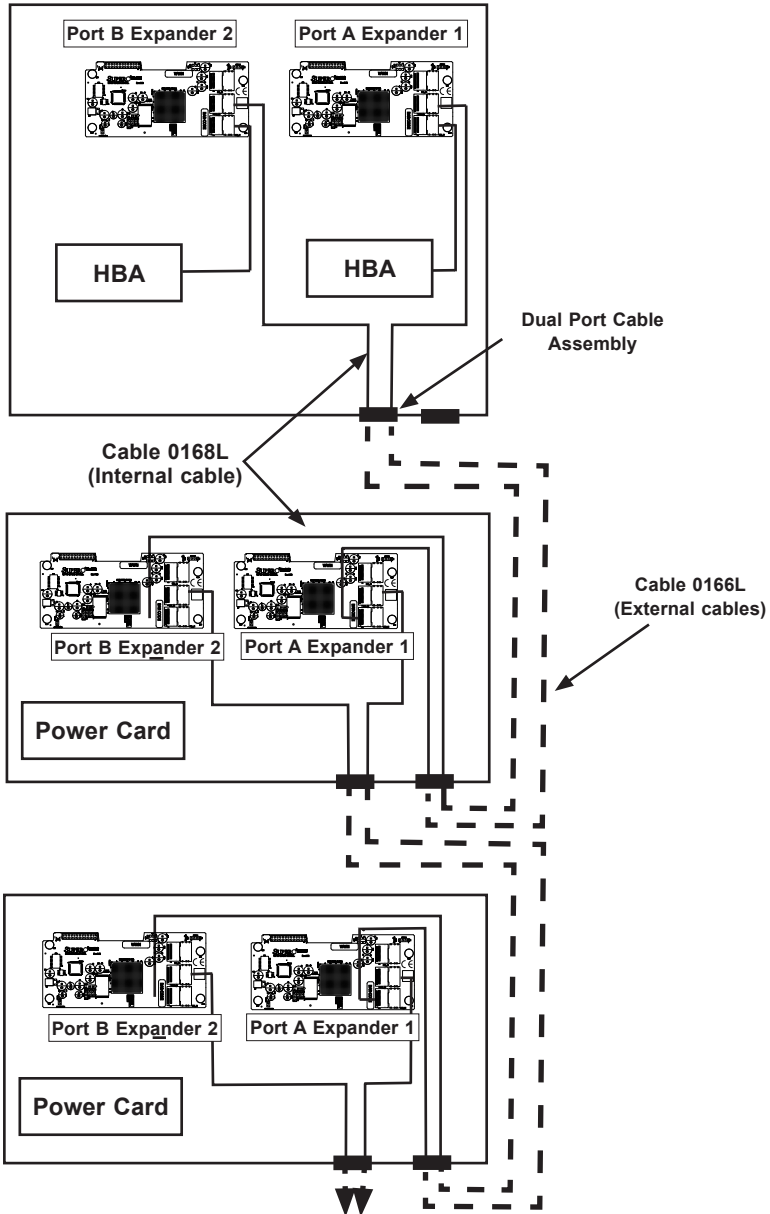 Port B Expander 2
Port A Expander 1
HBA
HBA
Dual Port Cable
Assembly
Cable 0168L
(Internal cable)
Cable 0166L
(External cables)
Port B Expander 2
Port A Expander 1
Power Card
Port B Expander 2
Port A Expander 1
Power Card